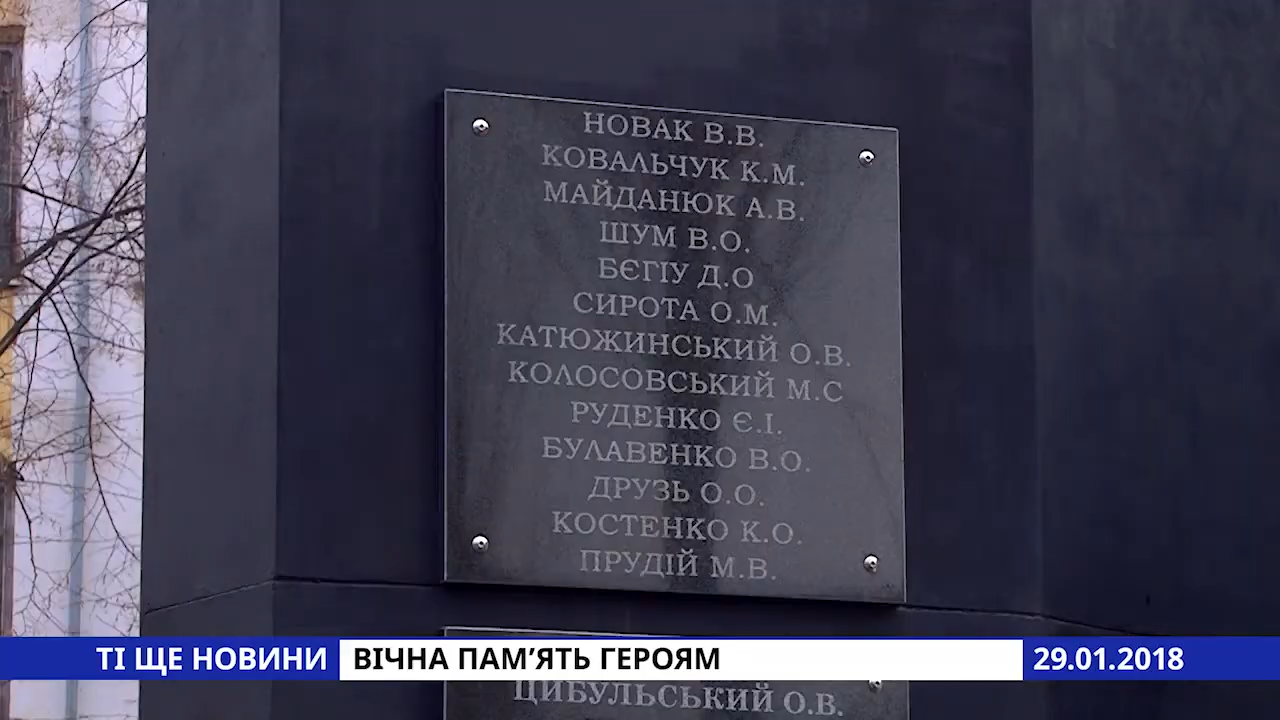 НОВАК В.В.
КОВАЛЬЧУК К.М.
МАЙДАНЮК А.В.
ШУМ В.О.
БЄГІУ Д.О
СИРОТА О.М.
КАТЮЖИНСЬКИЙ О.В.
КОЛОСОВСЬКИЙ М.С
РУДЕНКО Є.І.
БУЛАВЕНКО В.О.
ДРУЗЬ О.О.
КОСТЕНКО К.О.
ПРУДІЙ М.В.
ТІ ЩЕ НОВИНИ ВІЧНА ПАМ’ЯТЬ ГЕРОЯМ 29.01.2018
ЦИБУЛЬСЬКИЙ О.В.